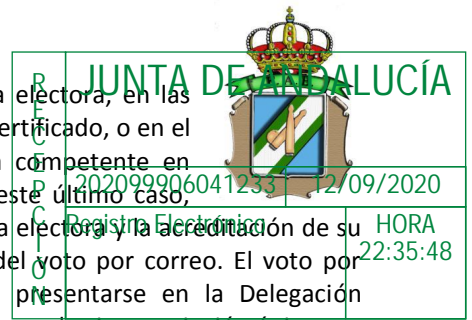 JUNTA DE ANDALUCÍA
RECEPCIÓN
202099906041233 12/09/2020
Registro Electrónico HORA
22:35:48
a electora, en las
ertificado, o en el
competente en
este último caso,
a electora y la acreditación de su
del voto por correo. El voto por
presentarse en la Delegación